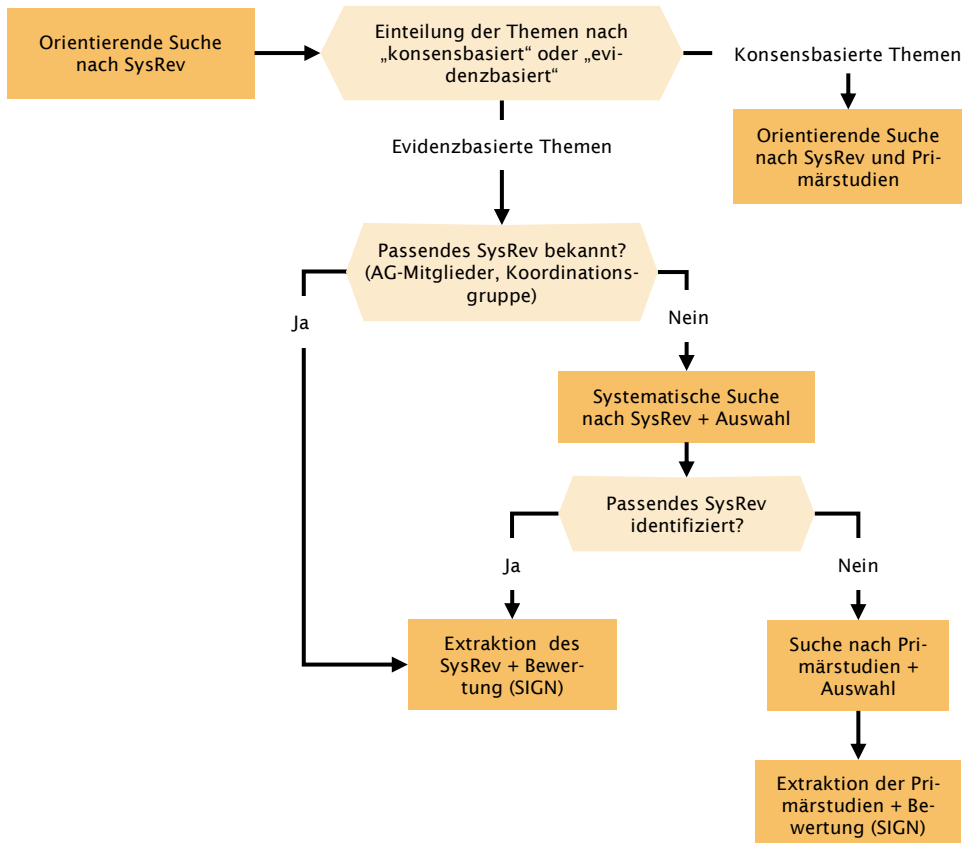 Orientierende Suche
nach SysRev
Einteilung der Themen nach
„konsensbasiert“ oder „evi-
denzbasiert“
Konsensbasierte Themen
Orientierende Suche
nach SysRev und Pri-
märstudien
Evidenzbasierte Themen
Passendes SysRev bekannt?
(AG-Mitglieder, Koordinations-
gruppe)
Ja
Nein
Systematische Suche
nach SysRev + Auswahl
Passendes SysRev
identifiziert?
Ja
Nein
Extraktion des
SysRev + Bewer-
tung (SIGN)
Suche nach Pri-
märstudien +
Auswahl
Extraktion der Pri-
märstudien + Be-
wertung (SIGN)